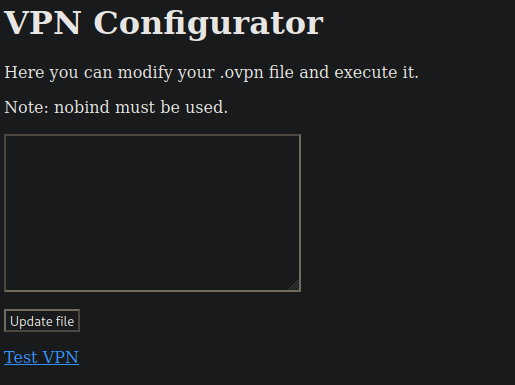 VPN Configurator
Here you can modify your .ovpn file and execute it.
Note: nobind must be used.
Update file
Test VPN